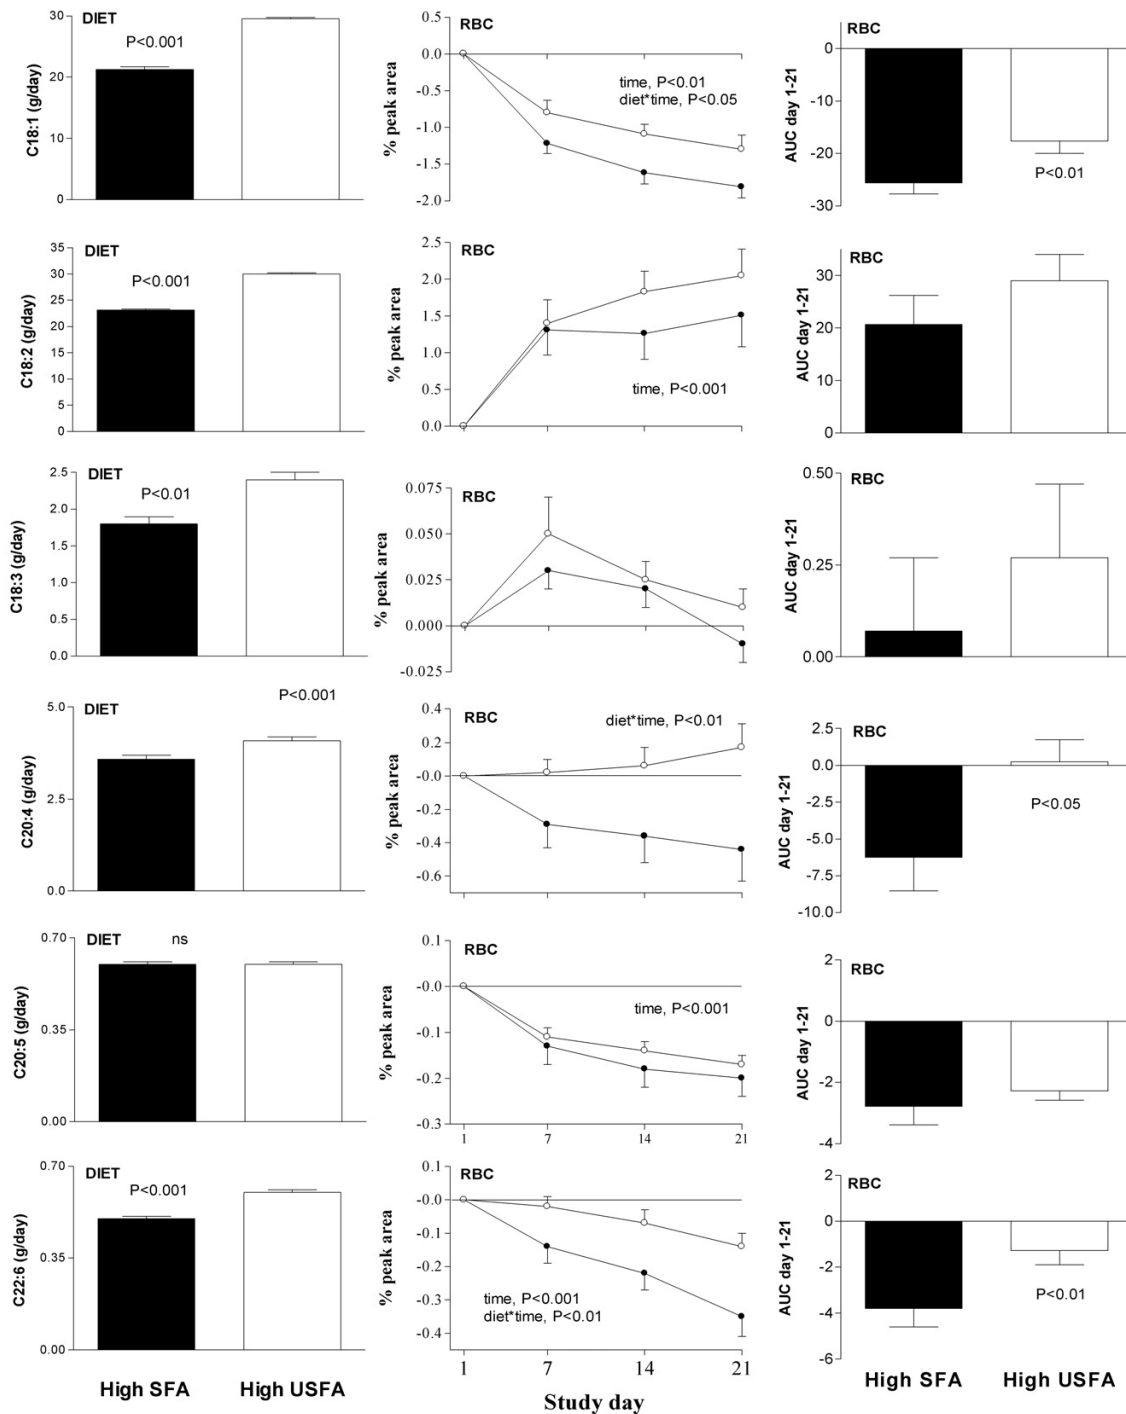 DIET
P<0.001
C18:1 (g/day)
30
20
10
0
RBC
time, P<0.01
diet*time, P<0.05
% peak area
0.5
0.0
-0.5
-1.0
-1.5
-2.0
RBC
P<0.01
AUC day 1-21
0
-10
-20
-30
DIET
P<0.001
C18:2 (g/day)
35
30
25
20
15
10
5
0
RBC
time, P<0.001
% peak area
2.5
2.0
1.5
1.0
0.5
0.0
RBC
AUC day 1-21
30
20
10
0
DIET
P<0.01
C18:3 (g/day)
2.5
2.0
1.5
1.0
0.5
0.0
RBC
% peak area
0.075
0.050
0.025
0.000
-0.025
RBC
AUC day 1-21
0.50
0.25
0.00
DIET
P<0.001
C20:4 (g/day)
5.0
2.5
0.0
RBC
diet*time, P<0.01
% peak area
0.4
0.2
-0.0
-0.2
-0.4
-0.6
RBC
P<0.05
AUC day 1-21
2.5
0.0
-2.5
-5.0
-7.5
-10.0
DIET
ns
C20:5 (g/day)
0.70
0.35
0.00
RBC
time, P<0.001
% peak area
0.1
-0.0
-0.1
-0.2
-0.3
1 7 14 21
RBC
AUC day 1-21
2
0
-2
-4
DIET
P<0.001
C22:6 (g/day)
0.70
0.35
0.00
High SFA High USFA
RBC
time, P<0.001
diet*time, P<0.01
% peak area
0.1
-0.0
-0.1
-0.2
-0.3
-0.4
1 7 14 21
Study day
RBC
P<0.01
AUC day 1-21
2
0
-2
-4
-6
High SFA High USFA